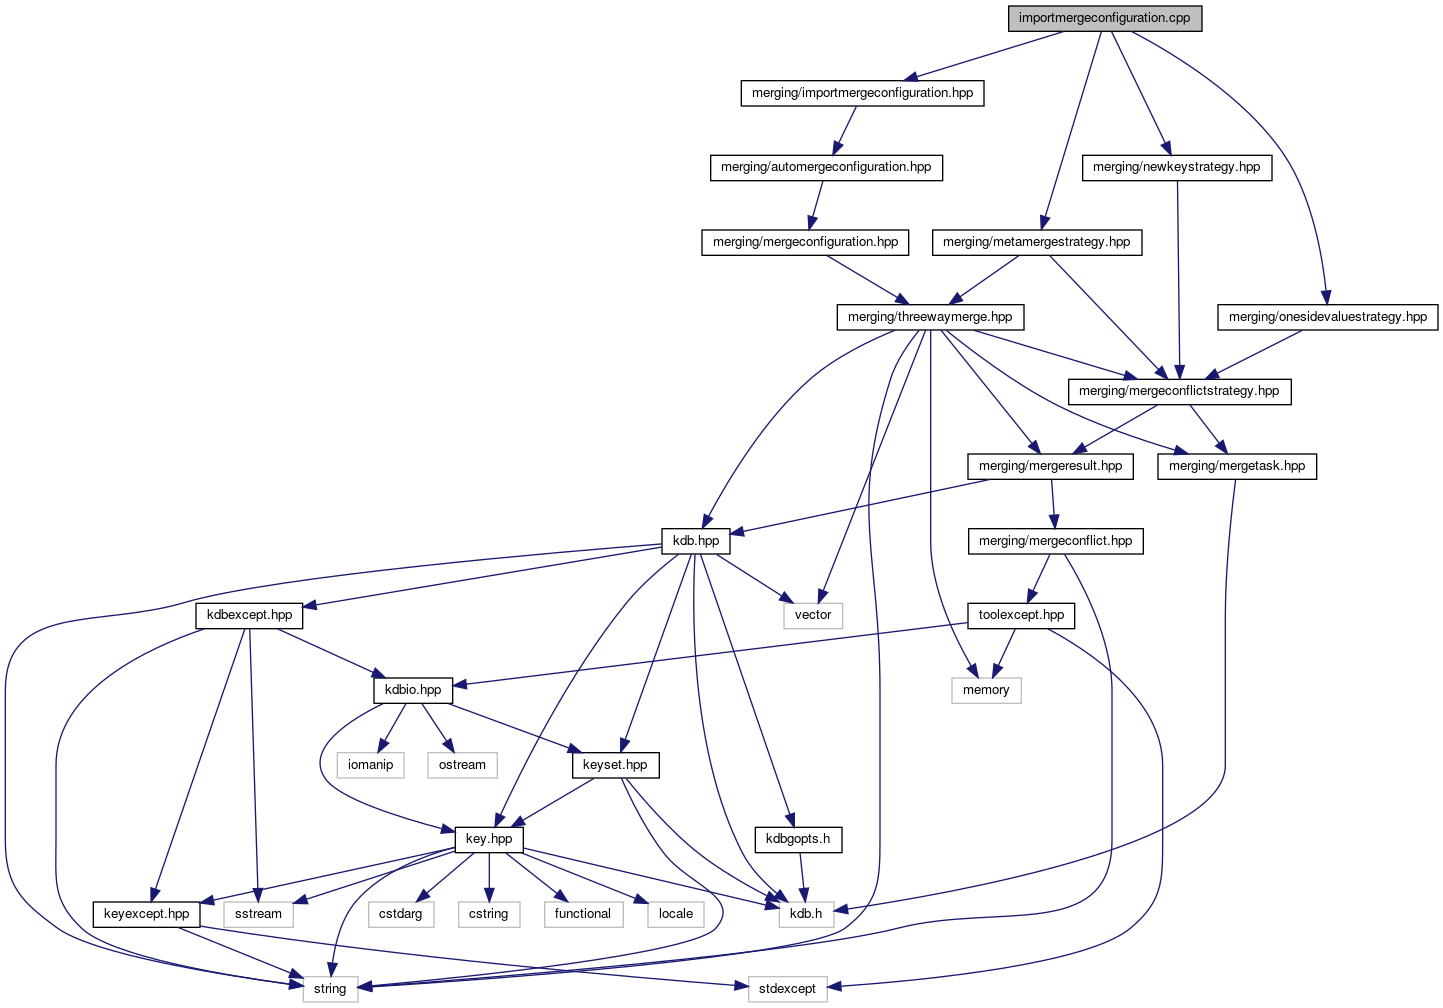 importmergeconfiguration.cpp
merging/importmergeconfiguration.hpp
merging/automergeconfiguration.hpp
merging/newkeystrategy.hpp
merging/mergeconfiguration.hpp
merging/metamergestrategy.hpp
merging/threewaymerge.hpp
merging/onesidevaluestrategy.hpp
merging/mergeconflictstrategy.hpp
merging/mergeresult.hpp
merging/mergetask.hpp
kdb.hpp
merging/mergeconflict.hpp
kdbexcept.hpp
vector
toolexcept.hpp
kdbio.hpp
memory
iomanip
ostream
keyset.hpp
key.hpp
kdbgopts.h
keyexcept.hpp
sstream
cstdarg
cstring
functional
locale
kdb.h
string
stdexcept